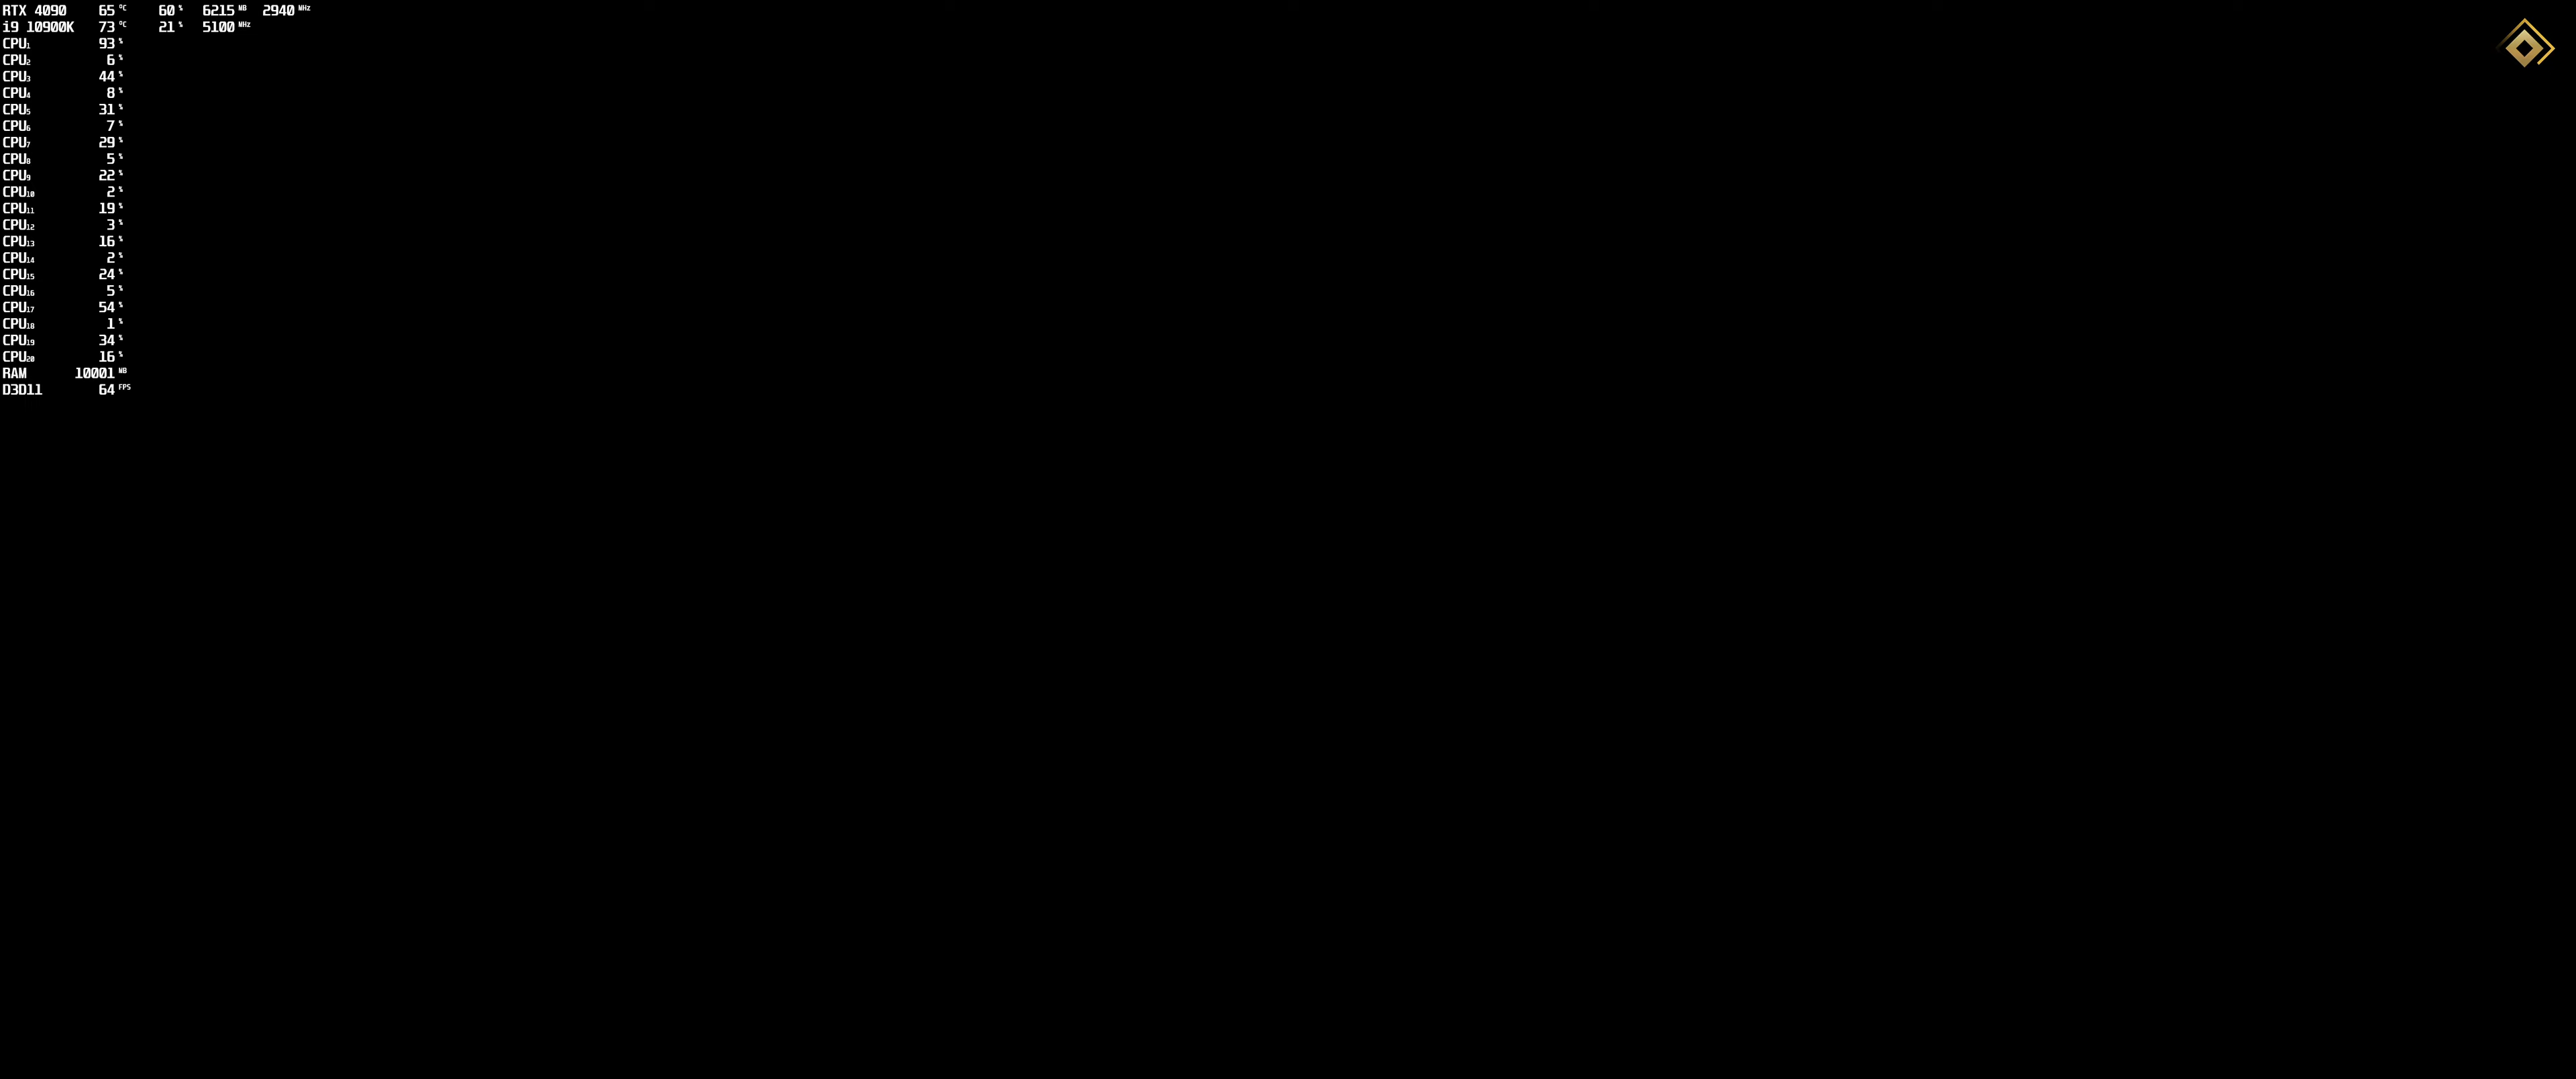 RTX 4090 65 °C 60 % 6215 MB 2940 MHz
i9 10900K 73 °C 21 % 5100 MHz
CPU1 93 %
CPU2 6 %
CPU3 44 %
CPU4 8 %
CPU5 31 %
CPU6 7 %
CPU7 29 %
CPU8 5 %
CPU9 22 %
CPU10 2 %
CPU11 19 %
CPU12 3 %
CPU13 16 %
CPU14 2 %
CPU15 24 %
CPU16 5 %
CPU17 54 %
CPU18 1 %
CPU19 34 %
CPU20 16 %
RAM 10001 MB
D3D11 64 FPS